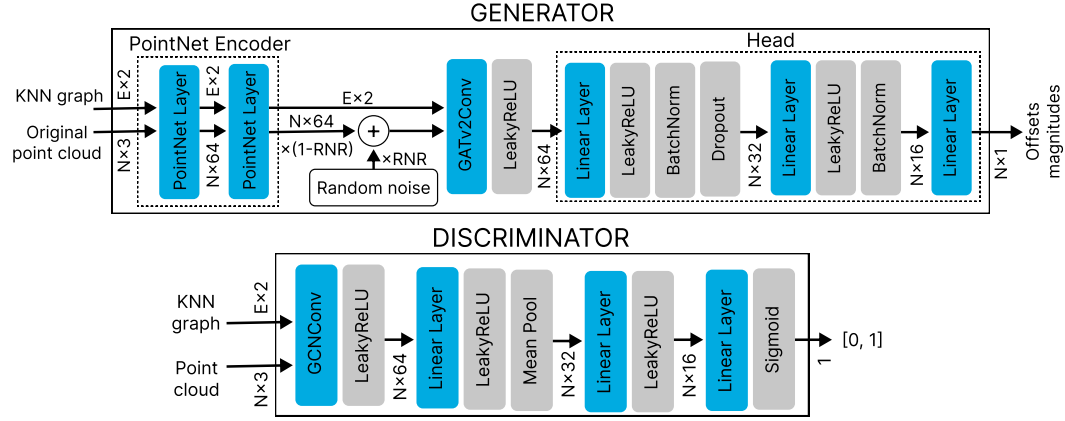 GENERATOR
PointNet Encoder
Head
KNN graph
Original
point cloud
E×2
N×3
PointNet Layer
E×2
N×64
PointNet Layer
E×2
N×64
×(1-RNR)
+
×RNR
Random noise
GATv2Conv
LeakyReLU
N×64
Linear Layer
LeakyReLU
BatchNorm
Dropout
N×32
Linear Layer
LeakyReLU
BatchNorm
N×16
Linear Layer
N×1
Offsets
magnitudes
DISCRIMINATOR
KNN
graph
Point
cloud
E×2
N×3
GCNConv
LeakyReLU
N×64
Linear Layer
LeakyReLU
Mean Pool
N×32
Linear Layer
LeakyReLU
N×16
Linear Layer
Sigmoid
1
[0, 1]